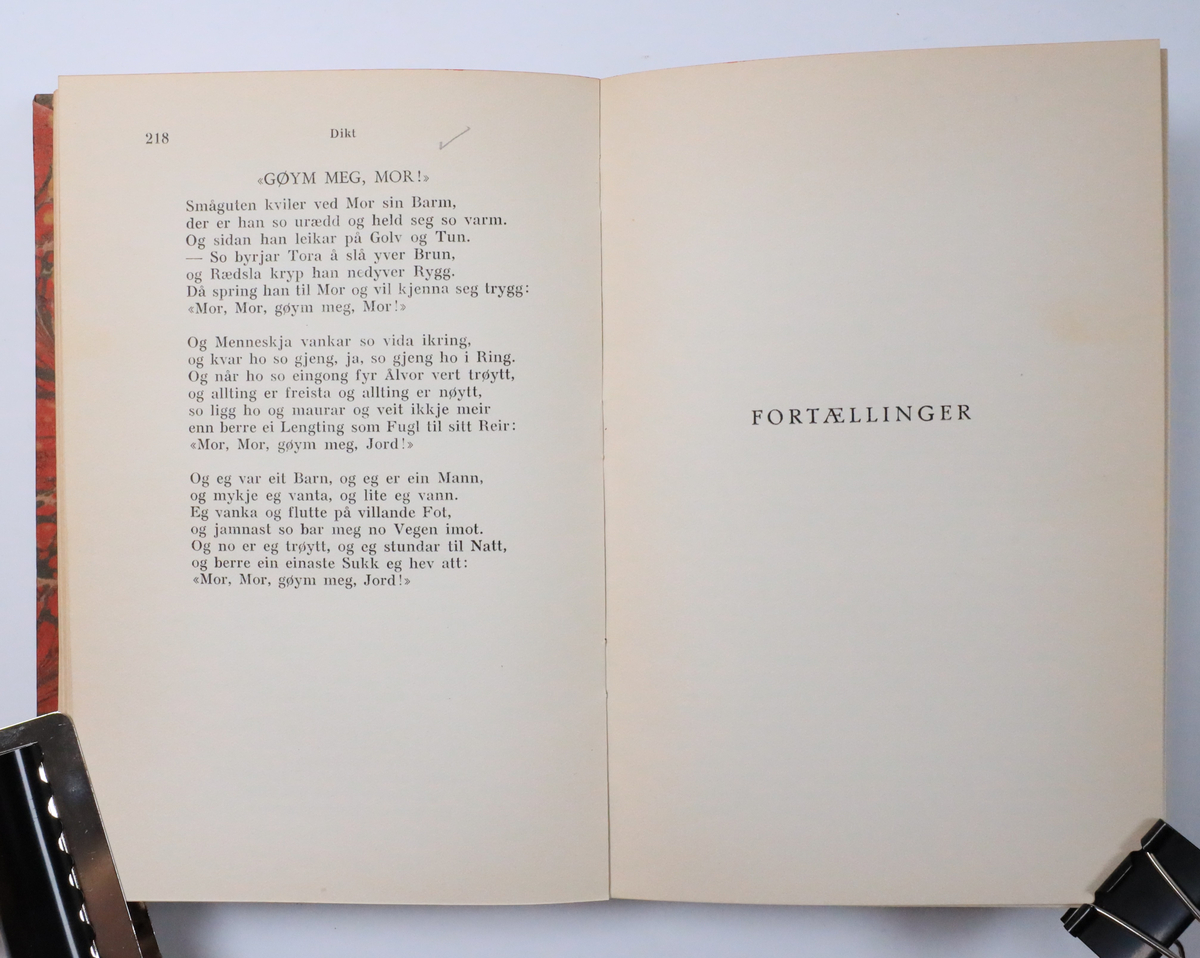 218
Dikt
«GØYM MEG, MOR!»
Småguten kviler ved Mor sin Barm,
der er han so urædd og held seg so varm.
Og sidan han leikar på Golv og Tun.
— So byrjar Tora å slå yver Brun,
og Rædsla kryp han nedyver Rygg.
Då spring han til Mor og vil kjenna seg trygg:
«Mor, Mor, gøym meg, Mor!»
Og Menneskja vankar so vida ikring,
og kvar ho so gjeng, ja, so gjeng ho i Ring.
Og når ho so eingong fyr Ålvor vert trøytt,
og allting er freista og allting er nøytt,
so ligg ho og maurar og veit ikkje meir
enn berre ei Lengting som Fugl til sitt Reir:
«Mor, Mor, gøym meg, Jord!»
Og eg var eit Barn, og eg er ein Mann,
og mykje eg vanta, og lite eg vann.
Eg vanka og flutte på villande Fot,
og jamnast so bar meg no Vegen imot.
Og no er eg trøytt, og eg stundar til Natt,
og berre ein einaste Sukk eg hev att:
«Mor, Mor, gøym meg, Jord!»
FORTÆLLINGER